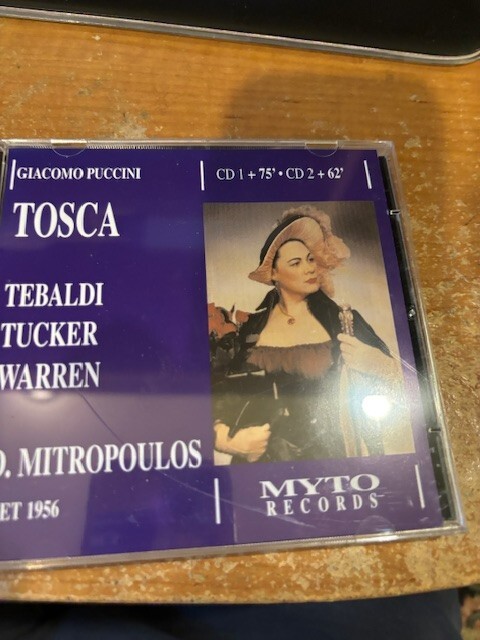 GIACOMO PUCCINI
CD 1 + 75' • CD 2 + 62'
TOSCA
TEBALDI
TUCKER
WARREN
D. MITROPOULOS
ET 1956
MYTO
RECORDS